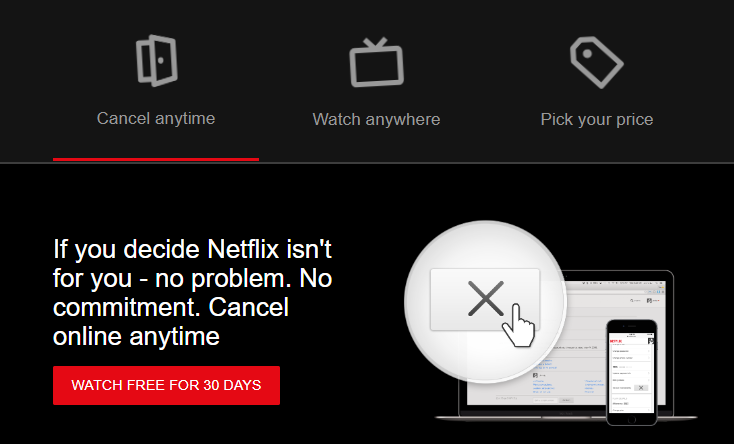 Cancel anytime
Watch anywhere
Pick your price
If you decide Netflix isn't
for you - no problem. No
commitment. Cancel
online anytime
WATCH FREE FOR 30 DAYS
NETFLIX